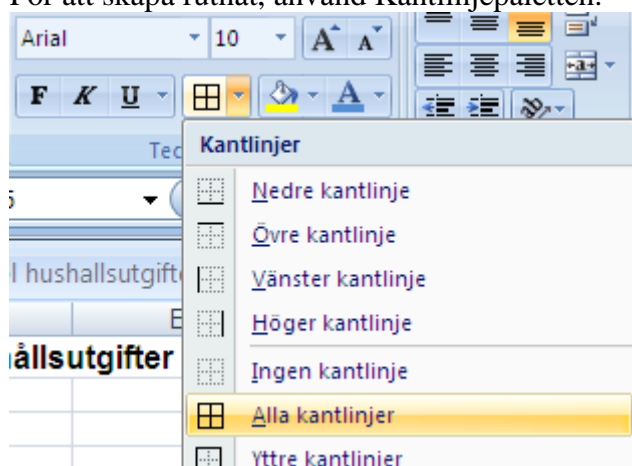 För att skapa rutnät, använd Kantlinjepaletten.
Arial 10 A A
F K U A
Kantlinjer
Nedre kantlinje
Övre kantlinje
Vänster kantlinje
Höger kantlinje
Ingen kantlinje
Alla kantlinjer
Yttre kantlinjer
l hushallsutgifte
E
ållsutgifter